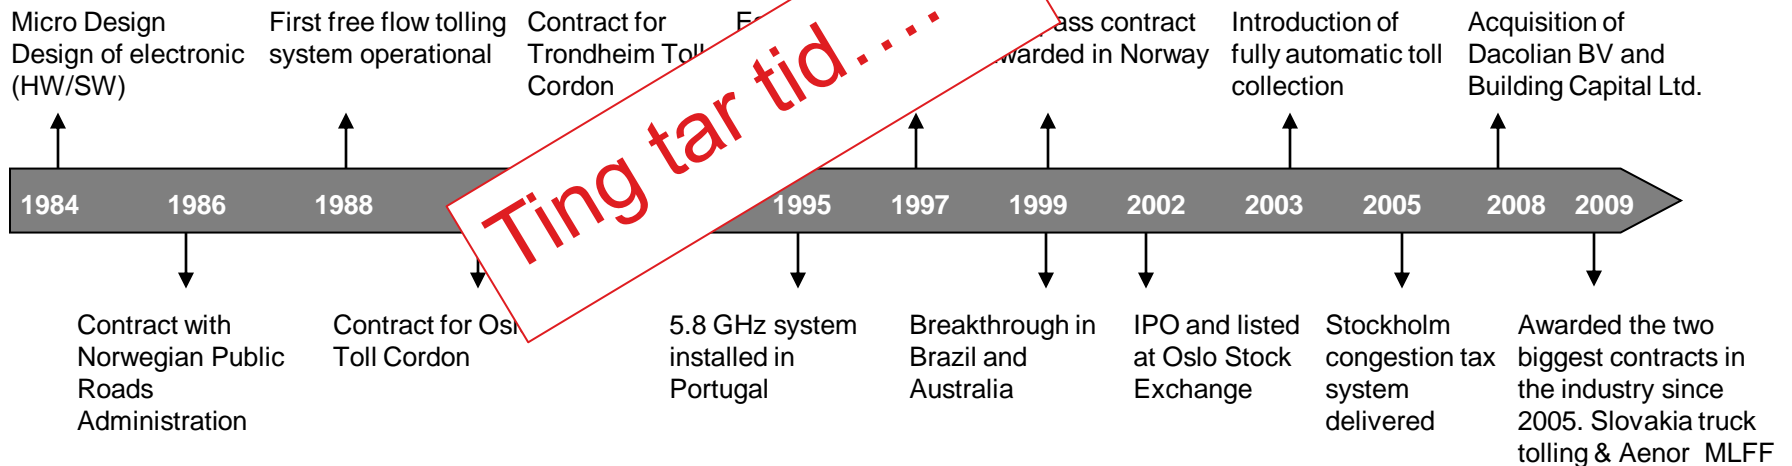 Micro Design
Design of electronic
(HW/SW)
First free flow tolling
system operational
Contract for
Trondheim Toll
Cordon
contract
in Norway
Introduction of
fully automatic toll
collection
Acquisition of
Dacolian BV and
Building Capital Ltd.
Ting tar tid....
1984 1986 1988 1995 1997 1999 2002 2003 2005 2008 2009
Contract with
Norwegian Public
Roads
Administration
Contract for
Toll Cordon
5.8 GHz system
installed in
Portugal
Breakthrough in
Brazil and
Australia
IPO and listed
at Oslo Stock
Exchange
Stockholm
congestion tax
system
delivered
Awarded the two
biggest contracts in
the industry since
2005. Slovakia truck
tolling & Aenor MLFF